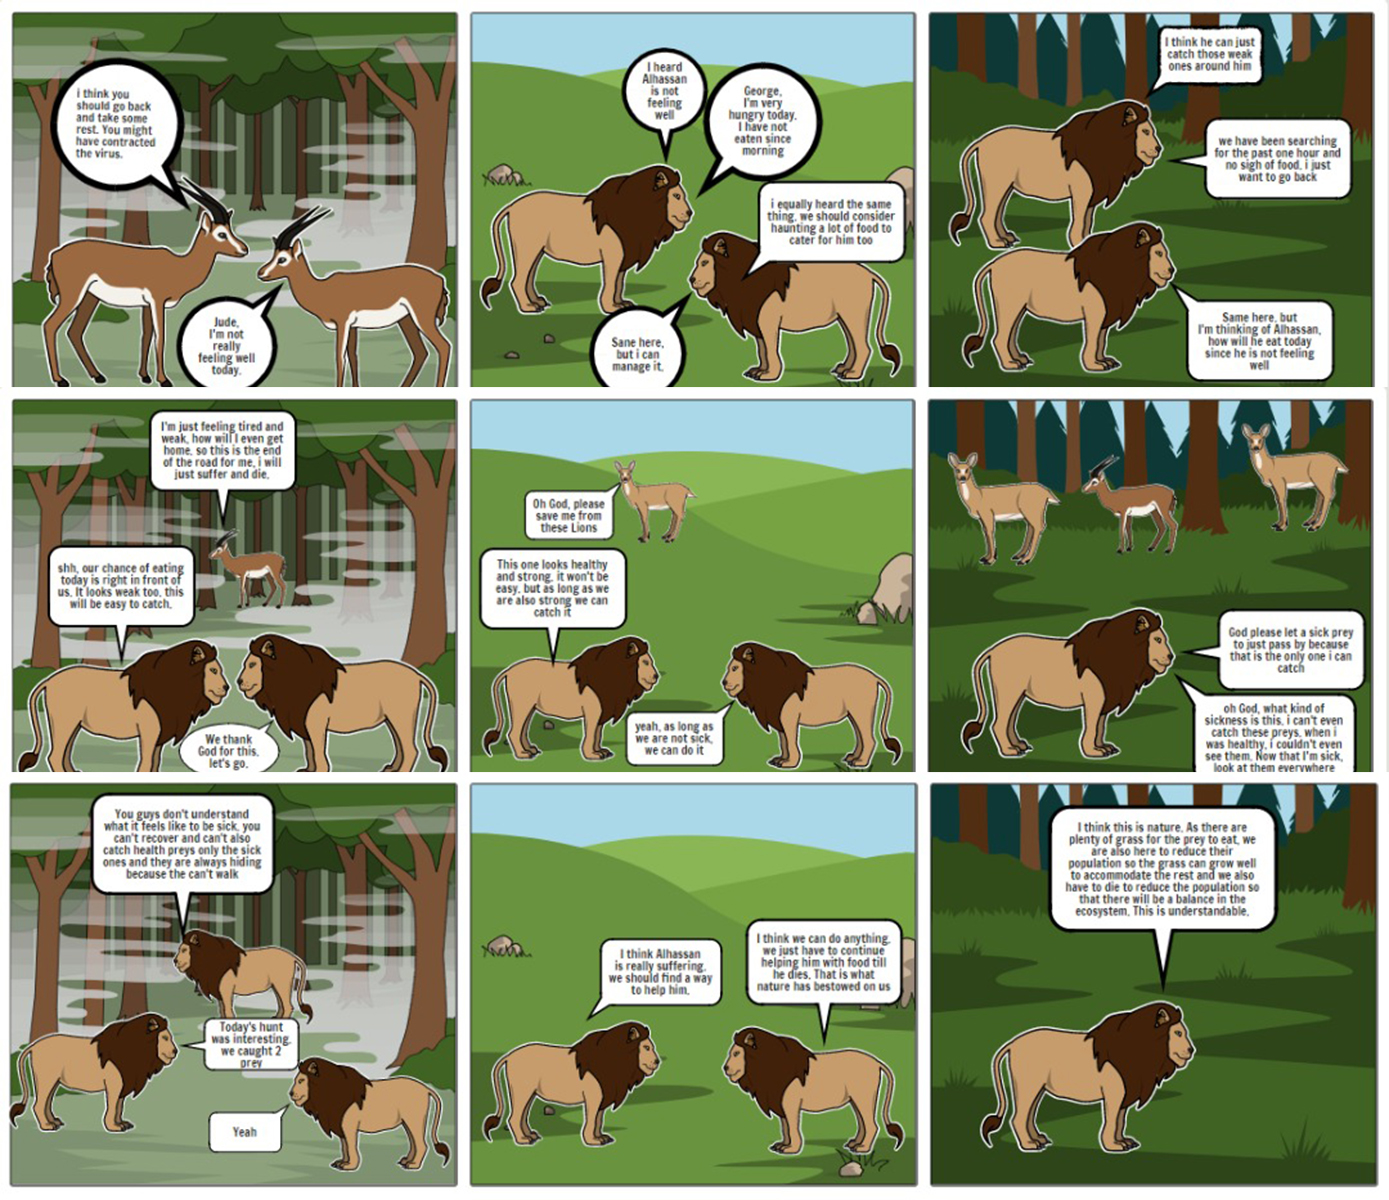 i think you
should go back
and take some
rest. You might
have contracted
the virus.
Jude,
I'm not
really
feeling well
today.
I heard
Alhassan
is not
feeling
well
George,
I'm very
hungry today.
I have not
eaten since
morning
i equally heard the same
thing. we should consider
haunting a lot of food to
cater for him too
Sane here,
but i can
manage it.
I think he can just
catch those weak
ones around him
we have been searching
for the past one hour and
no sigh of food. i just
want to go back
Same here. but
I'm thinking of Alhassan,
how will he eat today
since he is not feeling
well
I'm just feeling tired and
weak, how will I even get
home. so this is the end
of the road for me, i will
just suffer and die.
shh, our chance of eating
today is right in front of
us. It looks weak too. this
will be easy to catch.
We thank
God for this.
let's go.
Oh God, please
save me from
these Lions
This one looks healthy
and strong. it won't be
easy, but as long as we
are also strong we can
catch it
yeah, as long as
we are not sick,
we can do it
God please let a sick prey
to just pass by because
that is the only one i can
catch
oh God, what kind of
sickness is this. i can't even
catch these preys. when i
was healthy, i couldn't even
see them. Now that I'm sick,
look at them everywhere
You guys don't understand
what it feels like to be sick. you
can't recover and can't also
catch health preys only the sick
ones and they are always hiding
because the can't walk
Today's hunt
was interesting.
we caught 2
prey
Yeah
I think Alhassan
is really suffering.
we should find a way
to help him.
I think we can do anything.
we just have to continue
helping him with food till
he dies. That is what
nature has bestowed on us
I think this is nature. As there are
plenty of grass for the prey to eat, we
are also here to reduce their
population so the grass can grow well
to accommodate the rest and we also
have to die to reduce the population so
that there will be a balance in the
ecosystem. This is understandable.